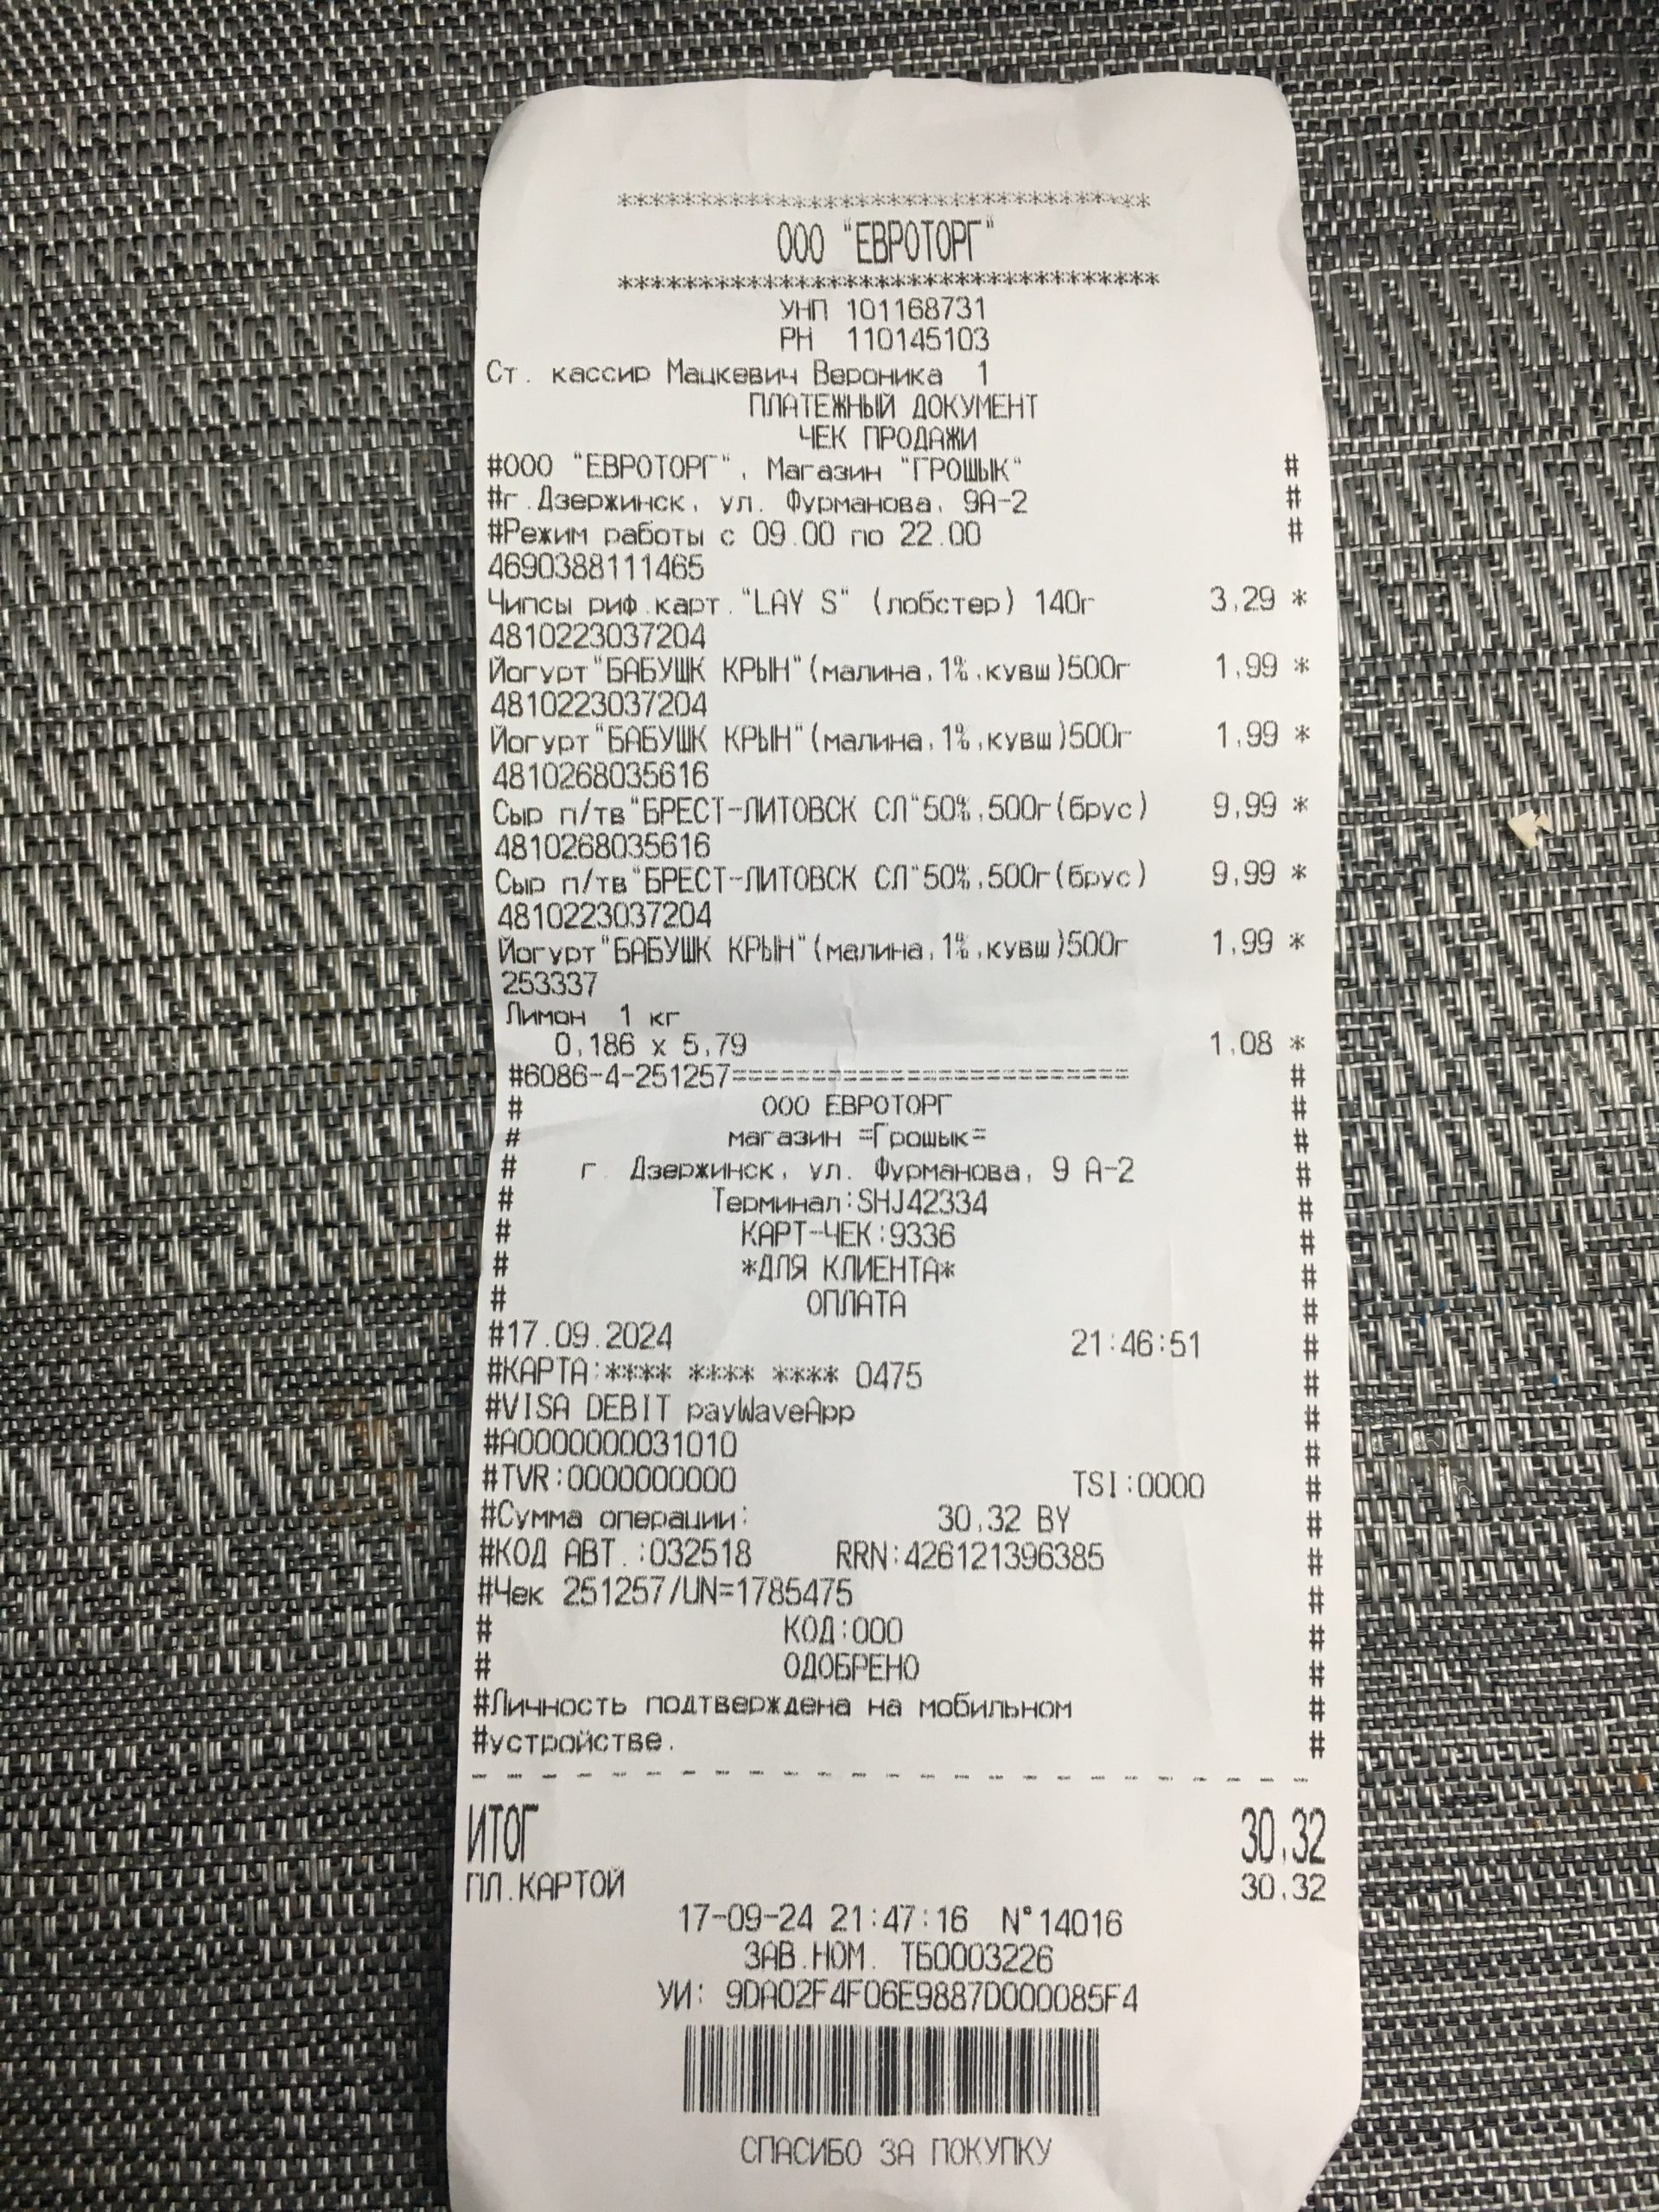 *********************************
ООО "ЕВРОТОРГ"
*********************************
УНП 101168731
РН 110145103
Ст. кассир Мацкевич Вероника 1
ПЛАТЕЖНЫЙ ДОКУМЕНТ
ЧЕК ПРОДАЖИ
#ООО "ЕВРОТОРГ", Магазин "ГРОШЫК" #
#г.Дзержинск, ул. Фурманова, 9А-2 #
#Режим работы с 09.00 по 22.00 #
4690388111465
Чипсы риф.карт."LAY S" (лобстер) 140г 3,29 *
4810223037204
Йогурт"БАБУШК КРЫН"(малина,1%,кувш)500г 1,99 *
4810223037204
Йогурт"БАБУШК КРЫН"(малина,1%,кувш)500г 1,99 *
4810268035616
Сыр п/тв"БРЕСТ-ЛИТОВСК СЛ"50%,500г(брус) 9,99 *
4810268035616
Сыр п/тв"БРЕСТ-ЛИТОВСК СЛ"50%,500г(брус) 9,99 *
4810223037204
Йогурт"БАБУШК КРЫН"(малина,1%,кувш)500г 1,99 *
253337
Лимон 1 кг
0,186 x 5,79 1,08 *
#6086-4-251257========================= #
# ООО ЕВРОТОРГ #
# магазин =Грошык= #
# г. Дзержинск, ул. Фурманова, 9 А-2 #
# Терминал:SHJ42334 #
# КАРТ-ЧЕК:9336 #
# *ДЛЯ КЛИЕНТА* #
# ОПЛАТА #
#17.09.2024 21:46:51 #
#КАРТА:**** **** **** 0475 #
#VISA DEBIT payWaveApp #
#A0000000031010 #
#TVR:0000000000 TSI:0000 #
#Сумма операции: 30,32 BY #
#КОД АВТ.:032518 RRN:426121396385 #
#Чек 251257/UN=1785475 #
# КОД:000 #
# ОДОБРЕНО #
#Личность подтверждена на мобильном #
#устройстве. #
- - - - - - - - - - - - - - - - - - - - - - - - -
ИТОГ 30,32
ПЛ.КАРТОЙ 30,32
17-09-24 21:47:16 N°14016
ЗАВ.НОМ. ТБ0003226
УИ: 9DA02F4F06E9887D000085F4
СПАСИБО ЗА ПОКУПКУ